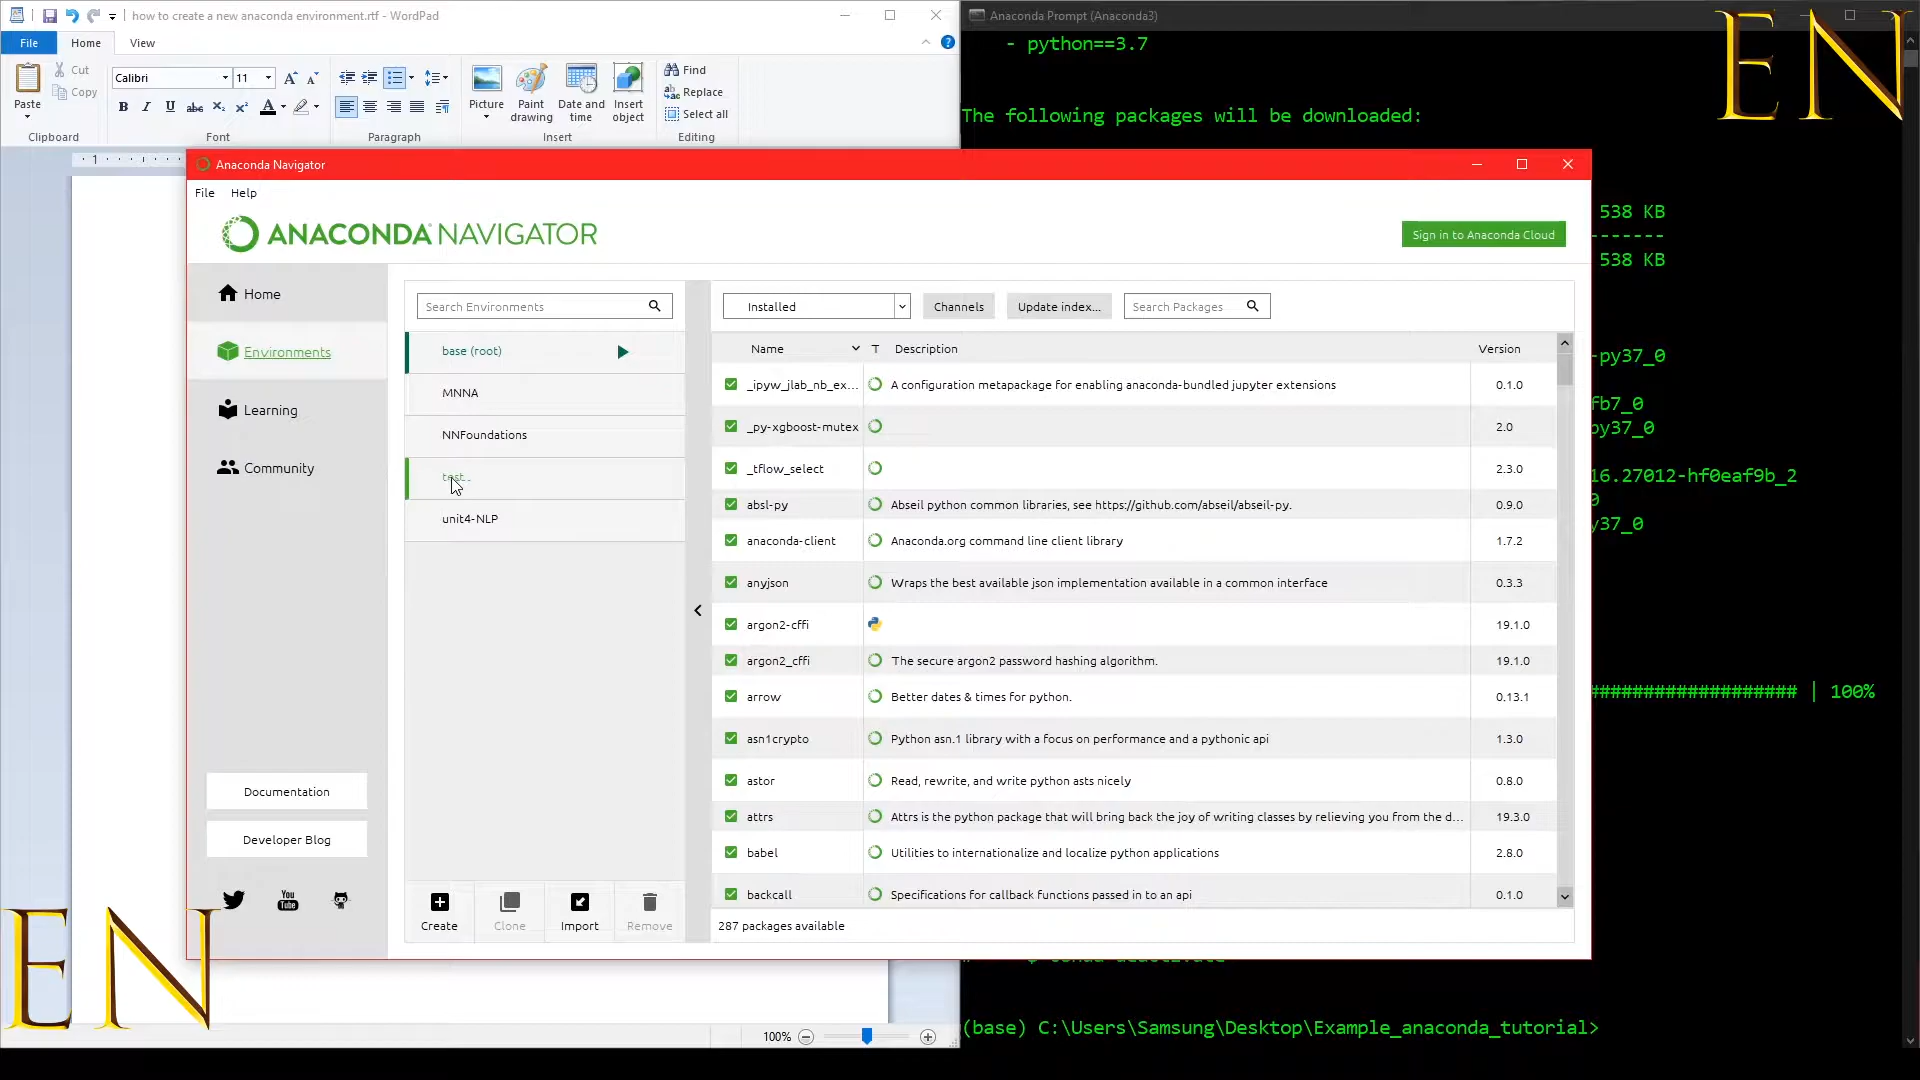 how to create a new anaconda environment.rtf - WordPad
File Home View
Paste
Cut
Copy
Calibri 11
B I U abc X₂ X² A
Picture
Paint drawing
Date and time
Insert object
Find
Replace
Select all
Clipboard Font Paragraph Insert Editing
1
Anaconda Prompt (Anaconda3)
- python==3.7
The following packages will be downloaded:
EN
538 KB
-------
538 KB
-py37_0
fb7_0
py37_0
16.27012-hf0eaf9b_2
0
y37_0
################### | 100%
(base) C:\Users\Samsung\Desktop\Example_anaconda_tutorial>
Anaconda Navigator
File Help
ANACONDA NAVIGATOR
Sign in to Anaconda Cloud
Home
Environments
Learning
Community
Documentation
Developer Blog
You Tube
Search Environments
base (root)
MNNA
NNFoundations
unit4-NLP
Create Clone Import Remove
Installed Channels Update index... Search Packages
Name T Description Version
_ipyw_jlab_nb_ex... A configuration metapackage for enabling anaconda-bundled jupyter extensions 0.1.0
_py-xgboost-mutex 2.0
_tflow_select 2.3.0
absl-py Abseil python common libraries, see https://github.com/abseil/abseil-py. 0.9.0
anaconda-client Anaconda.org command line client library 1.7.2
anyjson Wraps the best available json implementation available in a common interface 0.3.3
argon2-cffi 19.1.0
argon2_cffi The secure argon2 password hashing algorithm. 19.1.0
arrow Better dates & times for python. 0.13.1
asn1crypto Python asn.1 library with a focus on performance and a pythonic api 1.3.0
astor Read, rewrite, and write python asts nicely 0.8.0
attrs Attrs is the python package that will bring back the joy of writing classes by relieving you from the d... 19.3.0
babel Utilities to internationalize and localize python applications 2.8.0
backcall Specifications for callback functions passed in to an api 0.1.0
287 packages available
EN
100%